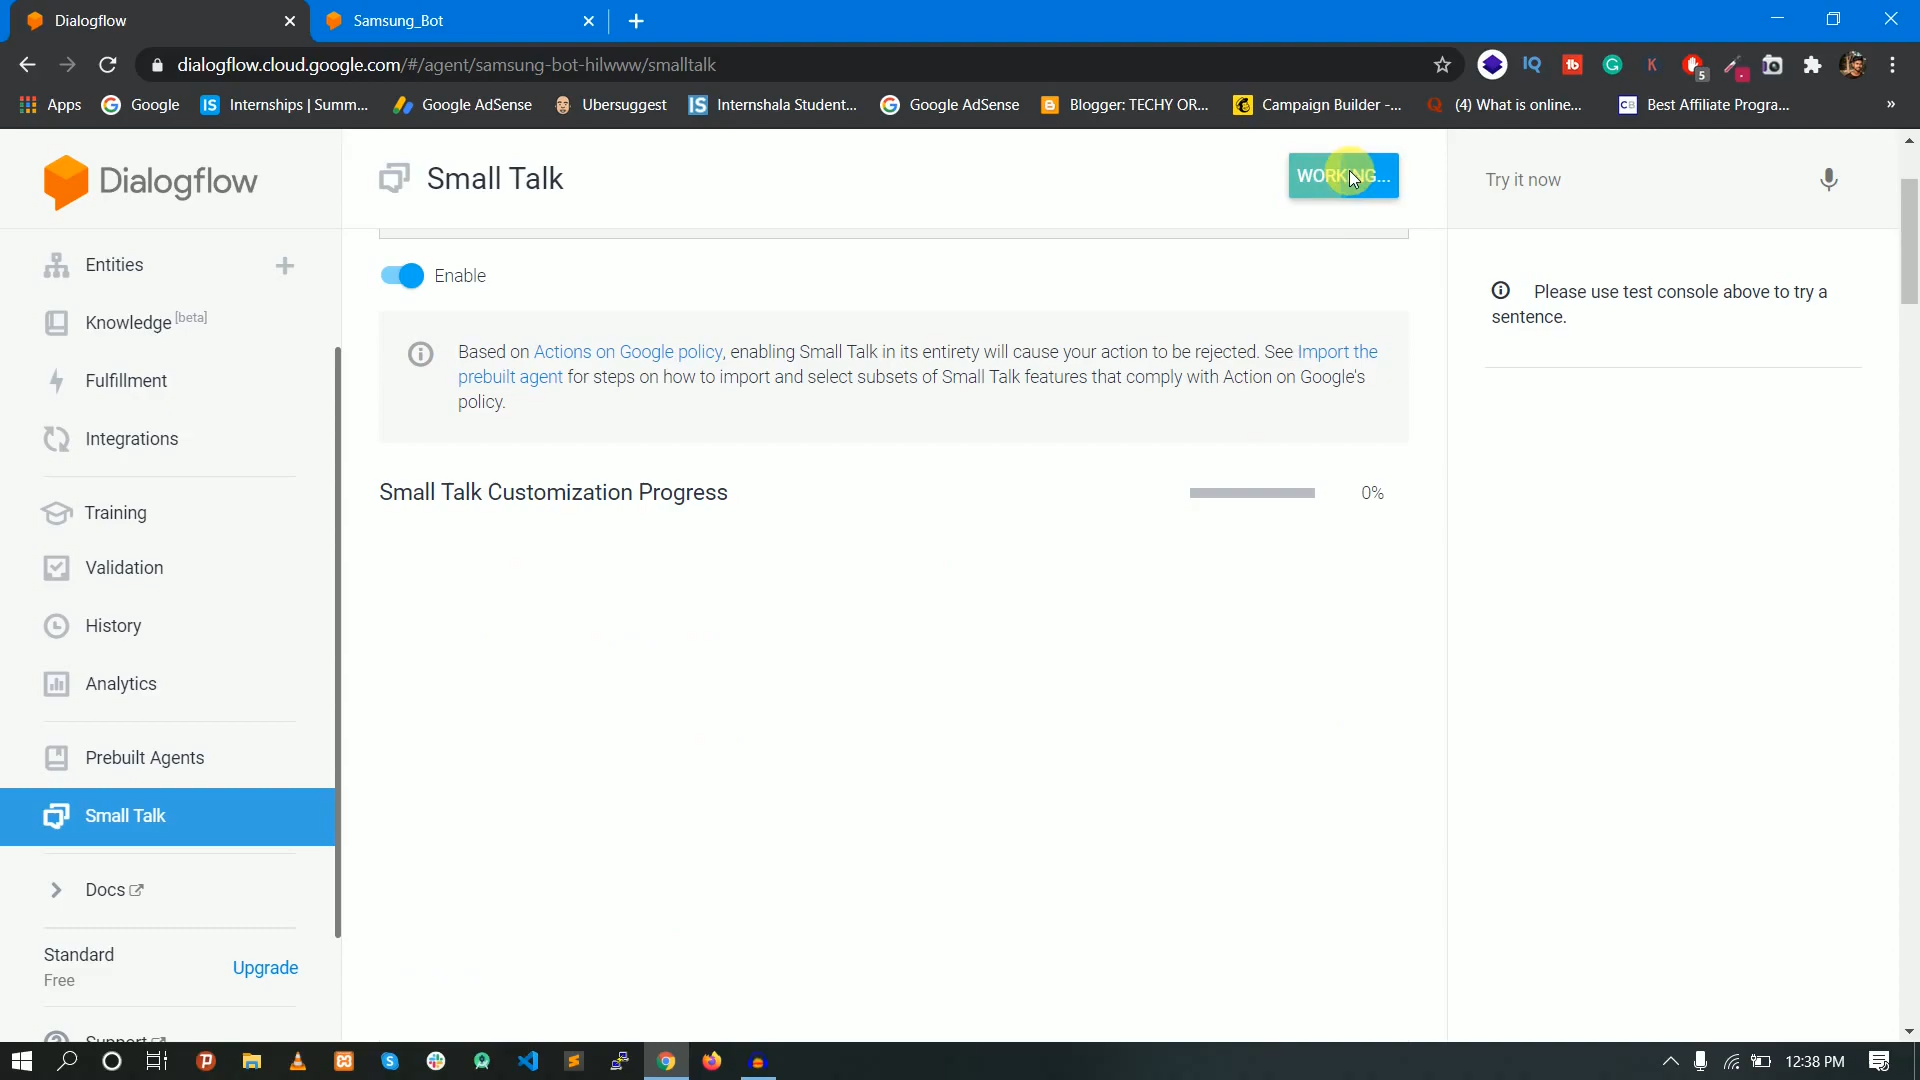 Dialogflow
Samsung_Bot
dialogflow.cloud.google.com/#/agent/samsung-bot-hilwww/smalltalk
IQ
tb
G
K
5
Apps
Google
IS Internships | Summ...
Google AdSense
Ubersuggest
IS Internshala Student...
Google AdSense
Blogger: TECHY OR...
Campaign Builder -...
(4) What is online...
CB Best Affiliate Progra...
»
Dialogflow
Small Talk
WORKING...
Try it now
Entities
Knowledge [beta]
Fulfillment
Integrations
Training
Validation
History
Analytics
Prebuilt Agents
Small Talk
Docs
Standard
Free
Upgrade
Support
Enable
Based on Actions on Google policy, enabling Small Talk in its entirety will cause your action to be rejected. See Import the
prebuilt agent for steps on how to import and select subsets of Small Talk features that comply with Action on Google's
policy.
Small Talk Customization Progress
0%
Please use test console above to try a
sentence.
12:38 PM